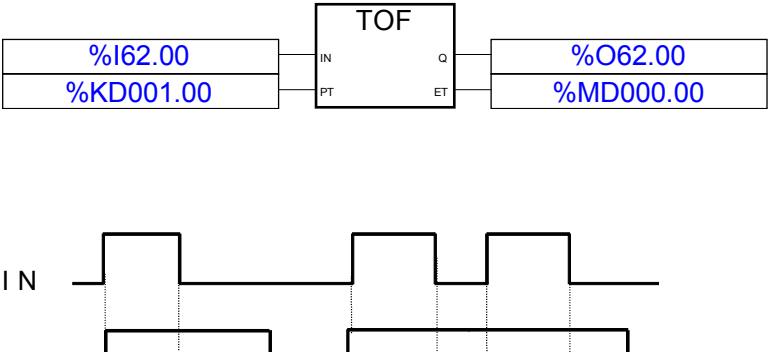 TOF
%I62.00 IN Q %O62.00
%KD001.00 PT ET %MD000.00
I N